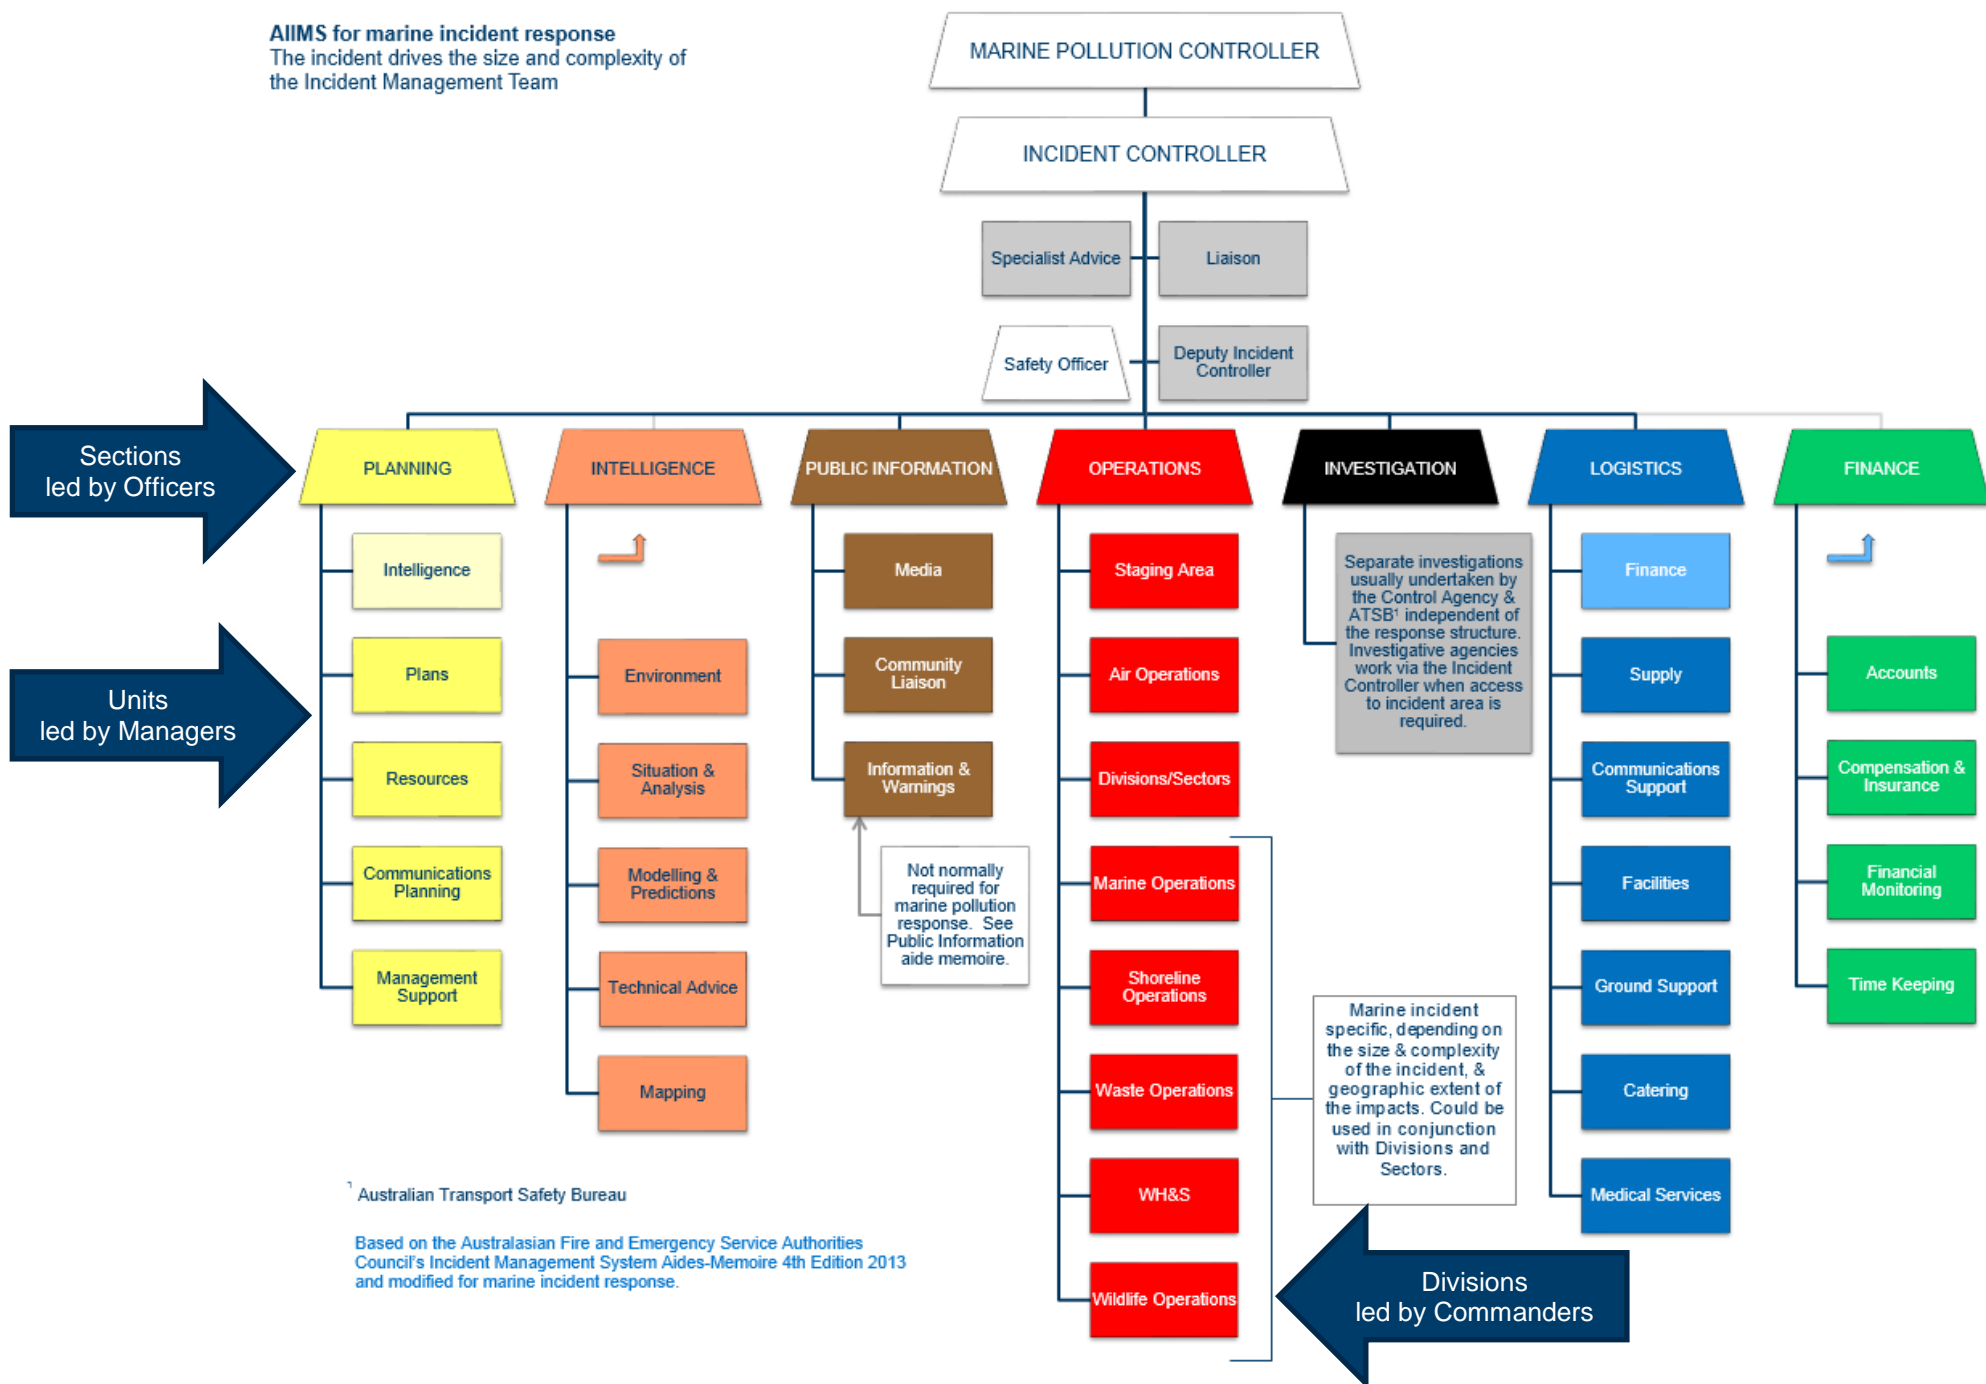 AIIMS for marine incident response
The incident drives the size and complexity of
the Incident Management Team
MARINE POLLUTION CONTROLLER
INCIDENT CONTROLLER
Specialist Advice
Liaison
Safety Officer
Deputy Incident
Controller
Sections
led by Officers
Units
led by Managers
PLANNING
Intelligence
Plans
Resources
Communications
Planning
Management
Support
INTELLIGENCE
Environment
Situation &
Analysis
Modelling &
Predictions
Technical Advice
Mapping
PUBLIC INFORMATION
Media
Community
Liaison
Information &
Warnings
Not normally
required for
marine pollution
response. See
Public Information
aide memoire.
OPERATIONS
Staging Area
Air Operations
Divisions/Sectors
Marine Operations
Shoreline
Operations
Waste Operations
WH&S
Wildlife Operations
Marine incident
specific, depending on
the size & complexity
of the incident, &
geographic extent of
the impacts. Could be
used in conjunction
with Divisions and
Sectors.
Divisions
led by Commanders
INVESTIGATION
Separate investigations
usually undertaken by
the Control Agency &
ATSB¹ independent of
the response structure.
Investigative agencies
work via the Incident
Controller when access
to incident area is
required.
LOGISTICS
Finance
Supply
Communications
Support
Facilities
Ground Support
Catering
Medical Services
FINANCE
Accounts
Compensation &
Insurance
Financial
Monitoring
Time Keeping
¹ Australian Transport Safety Bureau
Based on the Australasian Fire and Emergency Service Authorities
Council's Incident Management System Aides-Memoire 4th Edition 2013
and modified for marine incident response.